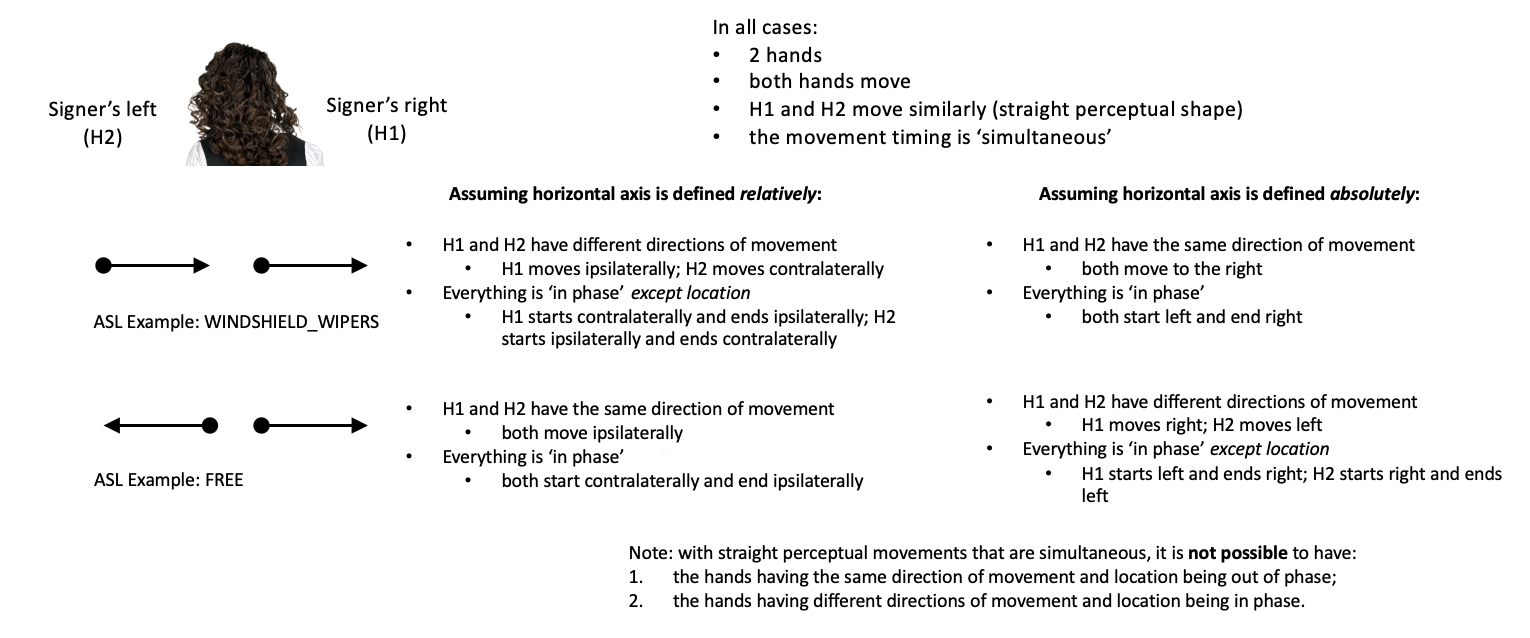 In all cases:
• 2 hands
• both hands move
• H1 and H2 move similarly (straight perceptual shape)
• the movement timing is ‘simultaneous’
Signer’s left
(H2)
Signer’s right
(H1)
Assuming horizontal axis is defined relatively:
Assuming horizontal axis is defined absolutely:
ASL Example: WINDSHIELD_WIPERS
• H1 and H2 have different directions of movement
• H1 moves ipsilaterally; H2 moves contralaterally
• Everything is ‘in phase’ except location
• H1 starts contralaterally and ends ipsilaterally; H2
starts ipsilaterally and ends contralaterally
• H1 and H2 have the same direction of movement
• both move to the right
• Everything is ‘in phase’
• both start left and end right
ASL Example: FREE
• H1 and H2 have the same direction of movement
• both move ipsilaterally
• Everything is ‘in phase’
• both start contralaterally and end ipsilaterally
• H1 and H2 have different directions of movement
• H1 moves right; H2 moves left
• Everything is ‘in phase’ except location
• H1 starts left and ends right; H2 starts right and ends
left
Note: with straight perceptual movements that are simultaneous, it is not possible to have:
1. the hands having the same direction of movement and location being out of phase;
2. the hands having different directions of movement and location being in phase.